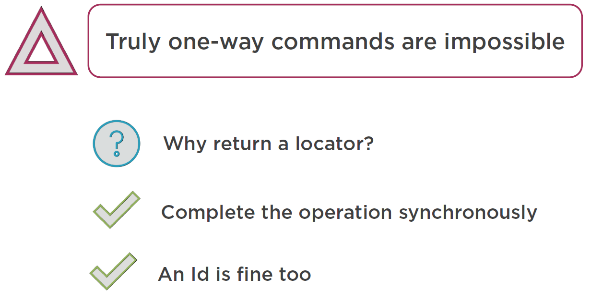 Truly one-way commands are impossible
Why return a locator?
Complete the operation synchronously
An Id is fine too